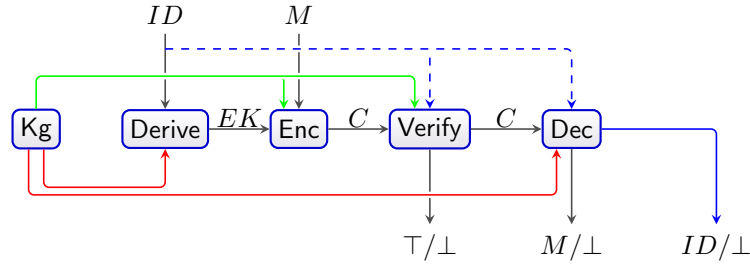 ID M
Kg Derive EK Enc C Verify C Dec
⊤/⊥ M/⊥ ID/⊥